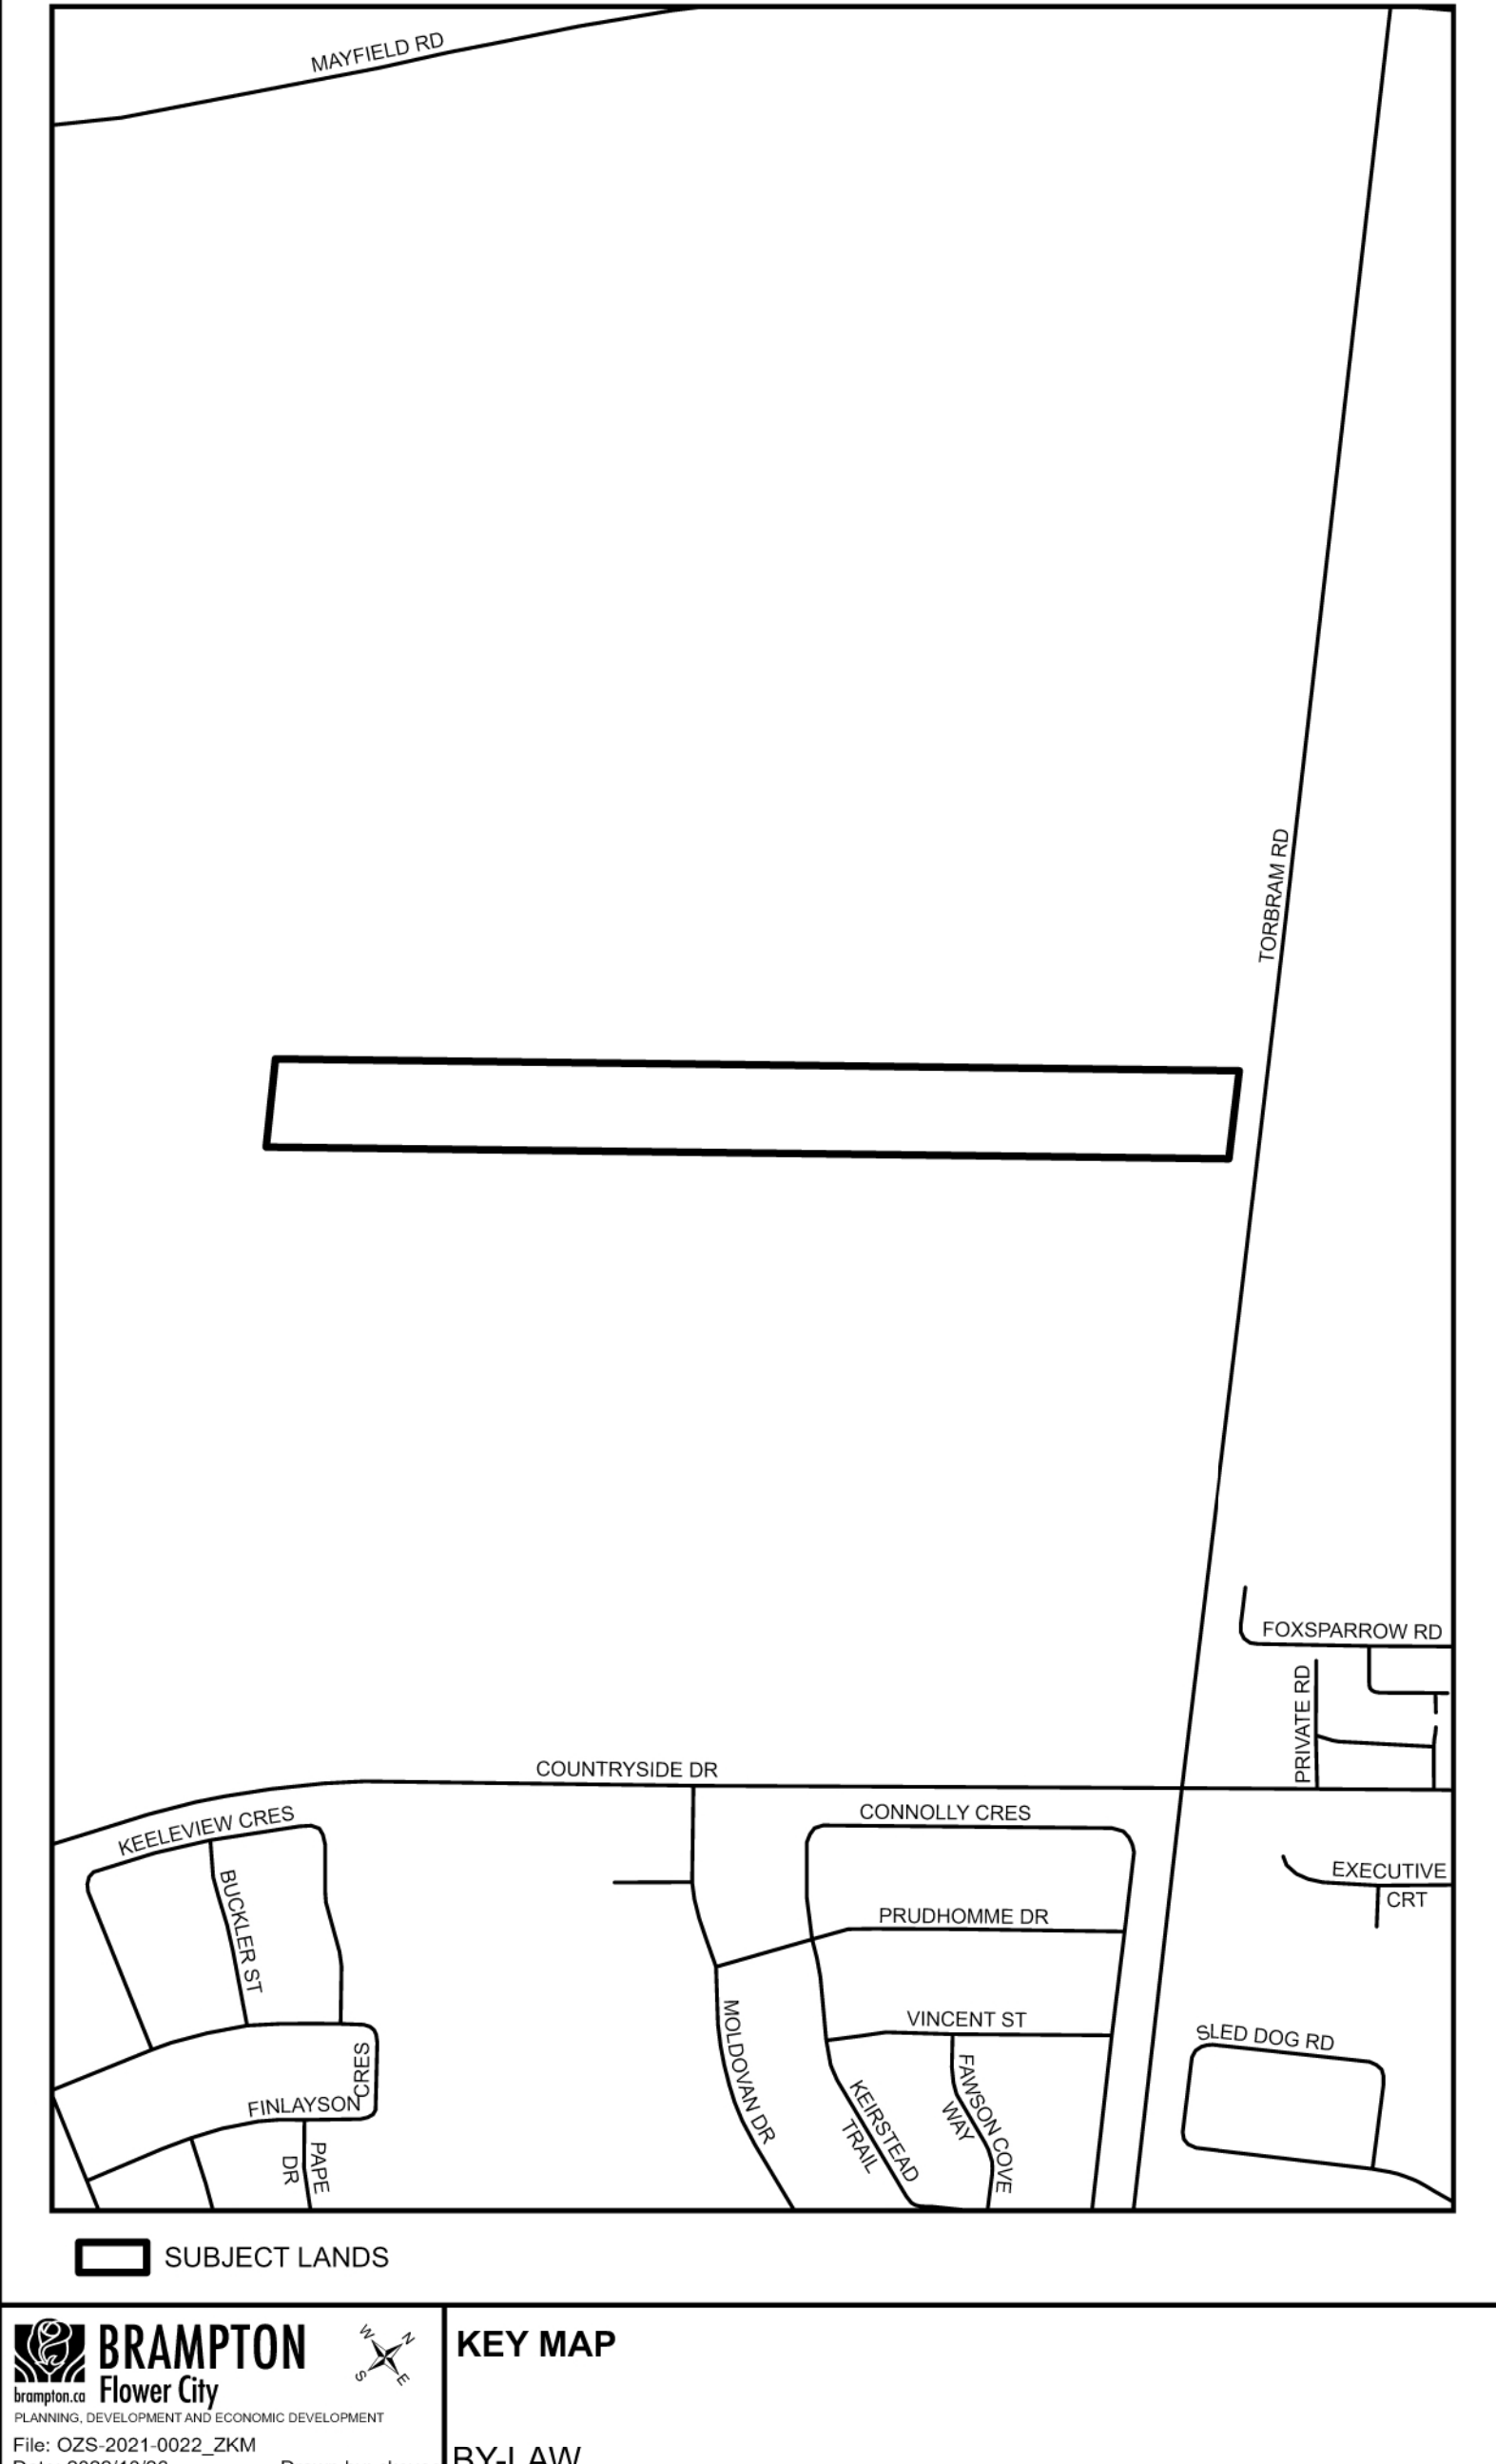 MAYFIELD RD
TORBRAM RD
FOXSPARROW RD
PRIVATE RD
COUNTRYSIDE DR
KEELEVIEW CRES
CONNOLLY CRES
BUCKLER ST
EXECUTIVE
CRT
PRUDHOMME DR
VINCENT ST
MOLDOVAN DR
SLED DOG RD
FINLAYSON
CRES
KEIRSTEAD
TRAIL
FAWSON COVE
WAY
PAPE
DR
SUBJECT LANDS
BRAMPTON
Flower City
brampton.ca
W
N
S
E
PLANNING, DEVELOPMENT AND ECONOMIC DEVELOPMENT
File: OZS-2021-0022_ZKM
KEY MAP
BY-LAW